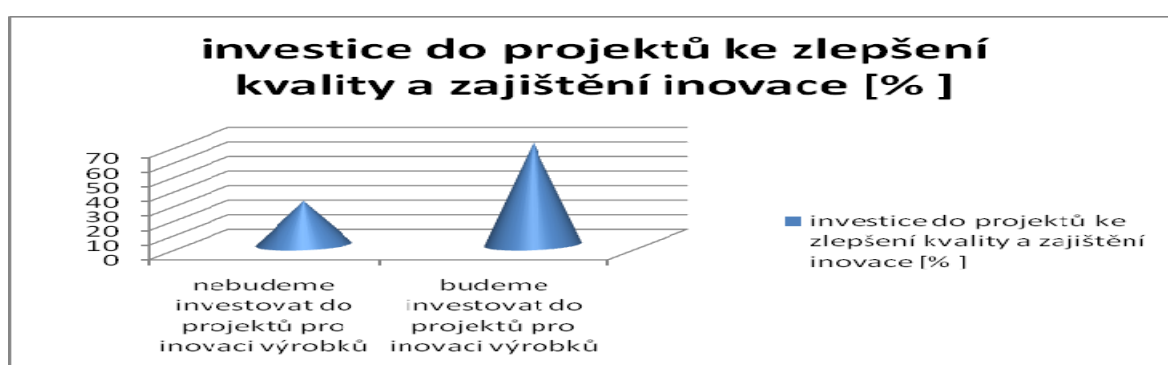 investice do projektů ke zlepšení
kvality a zajištění inovace [% ]
70
60
50
40
30
20
10
0
nebudeme
investovat do
projektů pro
inovaci výrobků
budeme
investovat do
projektů pro
inovaci výrobků
investice do projektů ke
zlepšení kvality a zajištění
inovace [% ]